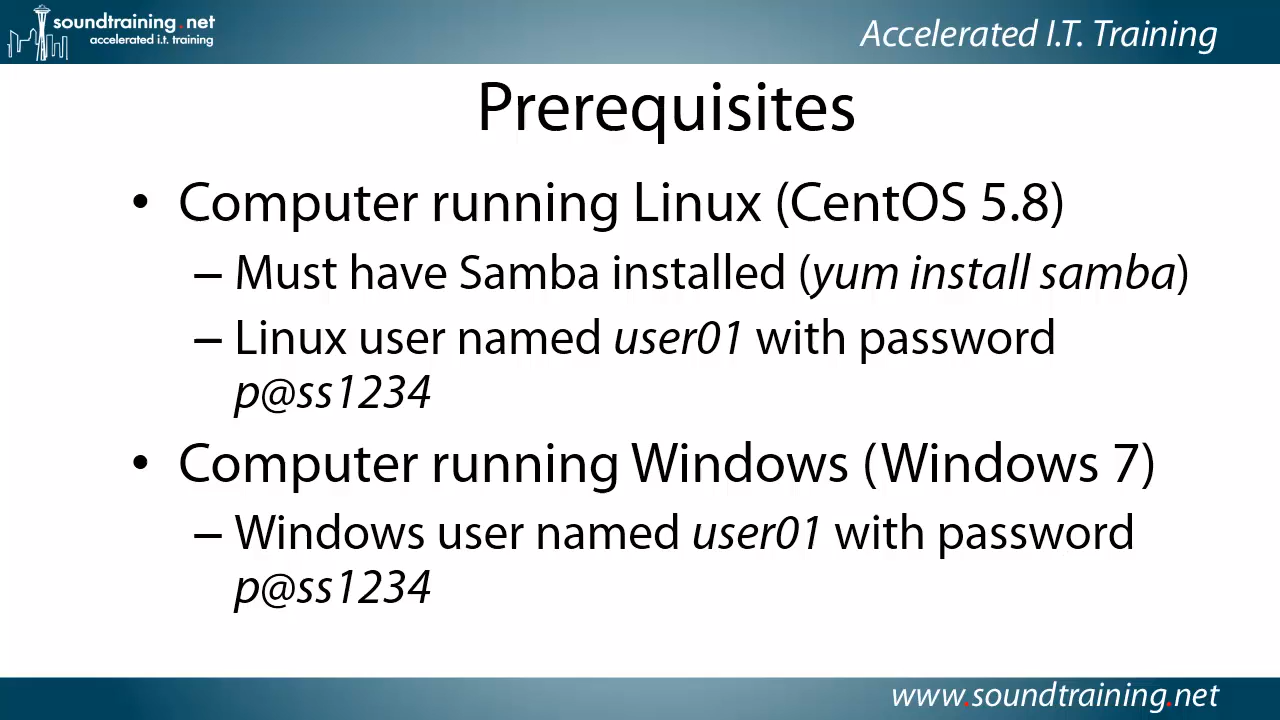 soundtraining.net
accelerated i.t. training
Accelerated I.T. Training
Prerequisites
• Computer running Linux (CentOS 5.8)
– Must have Samba installed (yum install samba)
– Linux user named user01 with password
p@ss1234
• Computer running Windows (Windows 7)
– Windows user named user01 with password
p@ss1234
www.soundtraining.net